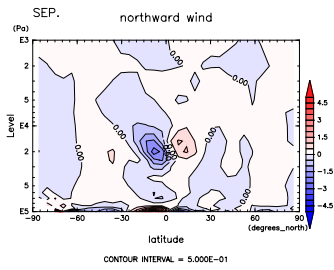 SEP.
northward wind
(Pa)
E3
2
5
E4
2
5
E5
Level
0.00
0.00
0.00
0.00
0.00
0.00
4.5
3
1.5
0
−1.5
−3
−4.5
−90 −60 −30 0 30 60 90
(degrees_north)
latitude
CONTOUR INTERVAL = 5.000E−01